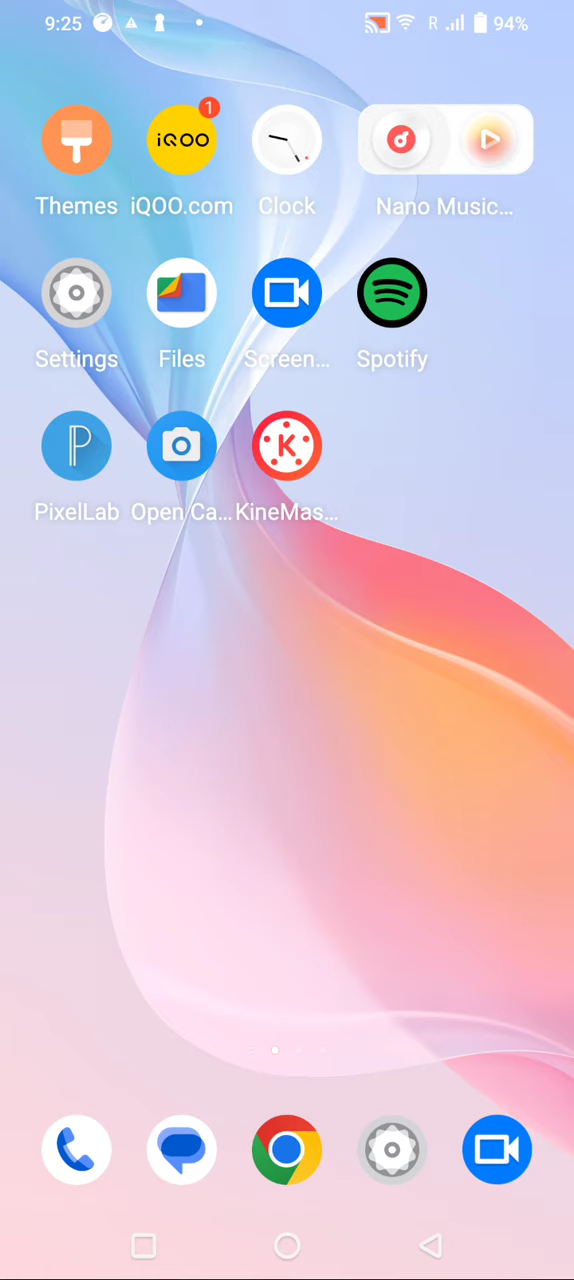 9:25 R 94%
1
iQOO
Themes iQOO.com Clock Nano Music...
Settings Files Screen... Spotify
P K
PixelLab Open Ca... KineMas...